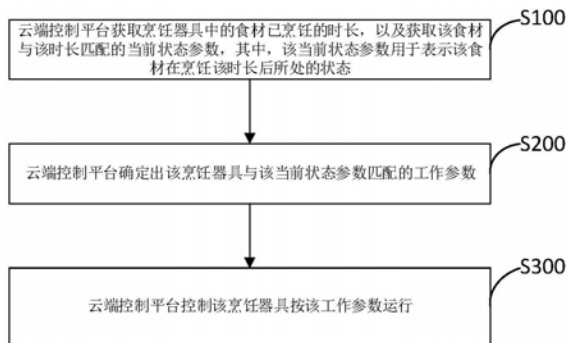 云端控制平台获取烹饪器具中的食材已烹饪的时长，以及获取该食材
与该时长匹配的当前状态参数，其中，该当前状态参数用于表示该食
材在烹饪该时长后所处的状态
S100
云端控制平台确定出该烹饪器具与该当前状态参数匹配的工作参数
S200
云端控制平台控制该烹饪器具按该工作参数运行
S300